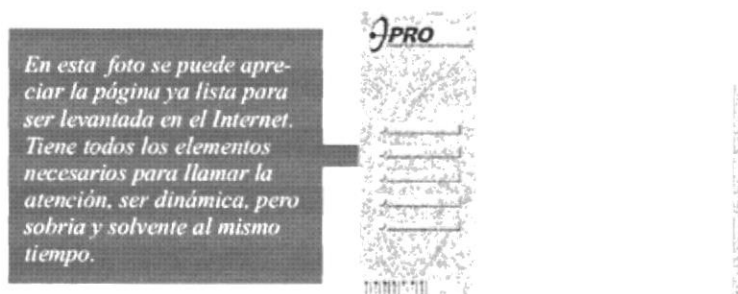 PRO
En esta foto se puede apre-
ciar la página ya lista para
ser levantada en el Internet.
Tiene todos los elementos
necesarios para llamar la
atención, ser dinámica, pero
sobria y solvente al mismo
tiempo.